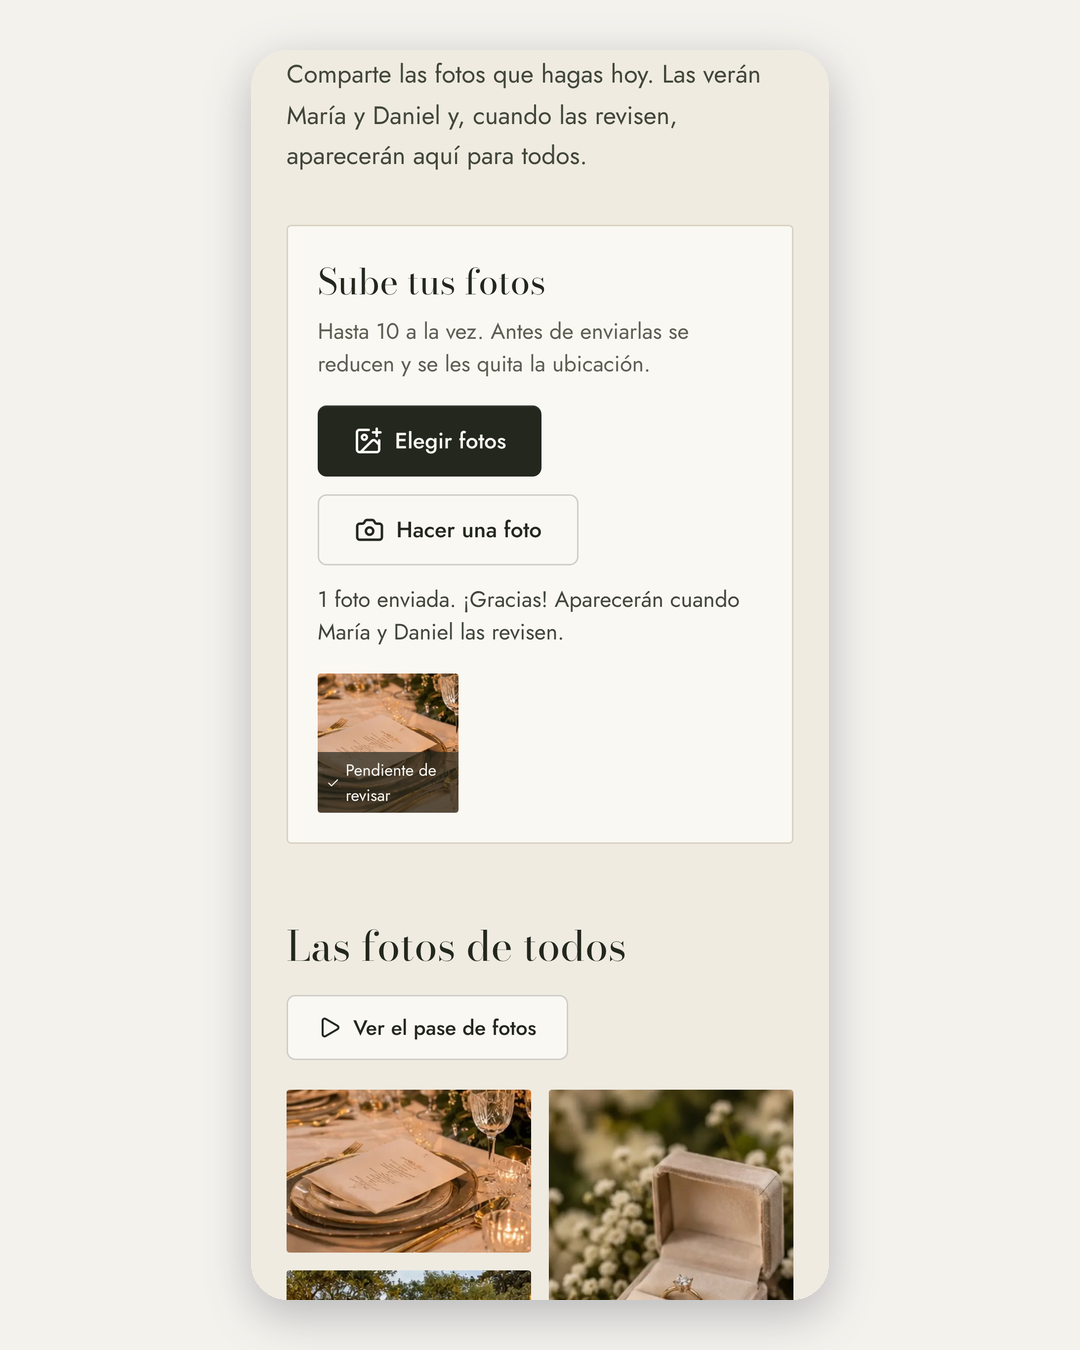 Comparte las fotos que hagas hoy. Las verán
María y Daniel y, cuando las revisen,
aparecerán aquí para todos.
Sube tus fotos
Hasta 10 a la vez. Antes de enviarlas se
reducen y se les quita la ubicación.
Elegir fotos
Hacer una foto
1 foto enviada. ¡Gracias! Aparecerán cuando
María y Daniel las revisen.
Pendiente de
revisar
Las fotos de todos
Ver el pase de fotos